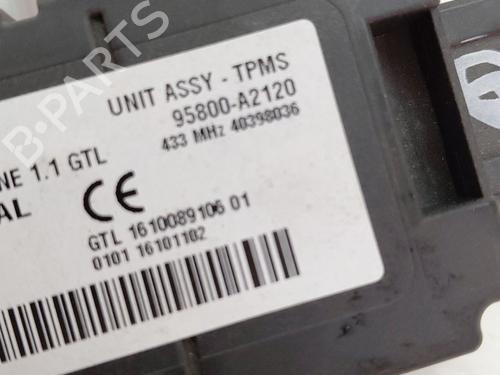 B-PARTS
UNIT ASSY - TPMS
95800-A2120
433 MHz 40398036
NE 1.1 GTL
AL CE
GTL 1610089106 01
0101 16101102